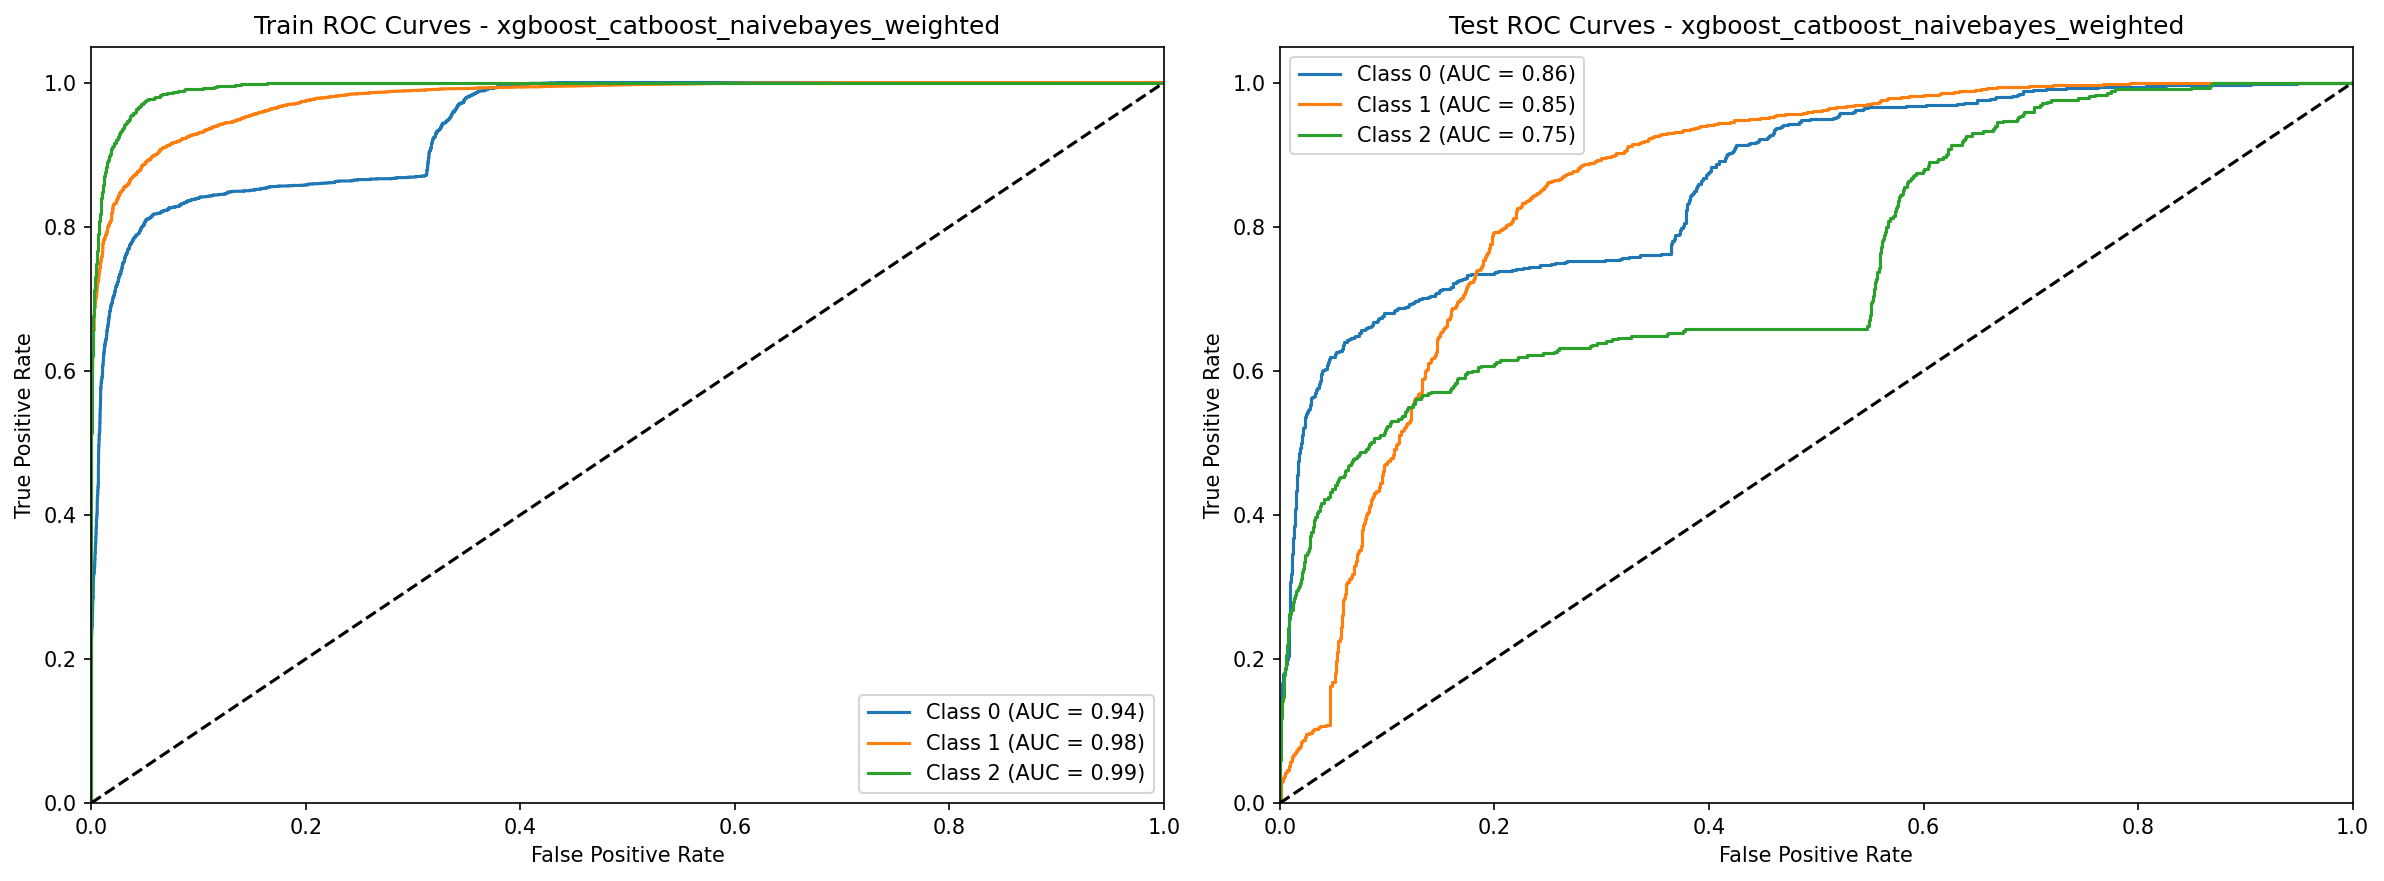 Train ROC Curves - xgboost_catboost_naivebayes_weighted
True Positive Rate
1.0
0.8
0.6
0.4
0.2
0.0
Class 0 (AUC = 0.94)
Class 1 (AUC = 0.98)
Class 2 (AUC = 0.99)
0.0 0.2 0.4 0.6 0.8 1.0
False Positive Rate
Test ROC Curves - xgboost_catboost_naivebayes_weighted
Class 0 (AUC = 0.86)
Class 1 (AUC = 0.85)
Class 2 (AUC = 0.75)
True Positive Rate
1.0
0.8
0.6
0.4
0.2
0.0
0.0 0.2 0.4 0.6 0.8 1.0
False Positive Rate